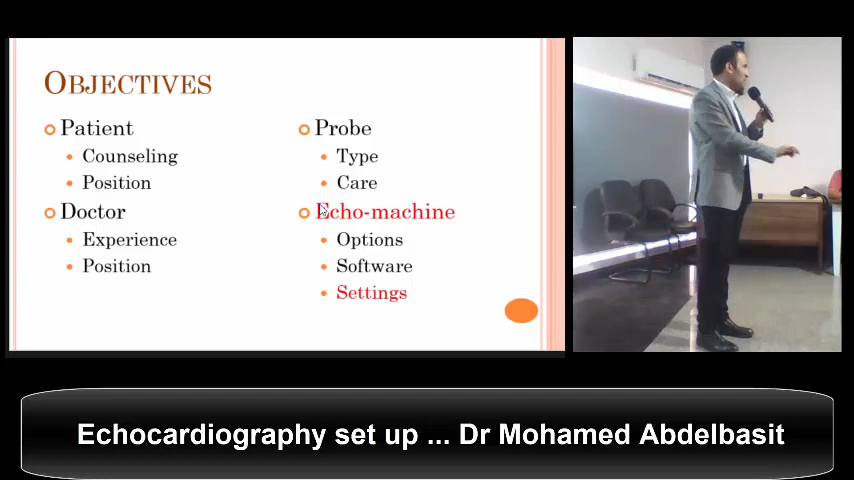 OBJECTIVES
Patient
Counseling
Position
Doctor
Experience
Position
Probe
Type
Care
Echo-machine
Options
Software
Settings
Echocardiography set up ... Dr Mohamed Abdelbasit